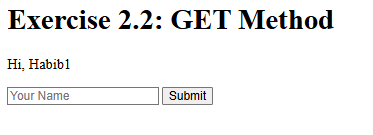 Exercise 2.2: GET Method
Hi, Habib1
Your Name Submit